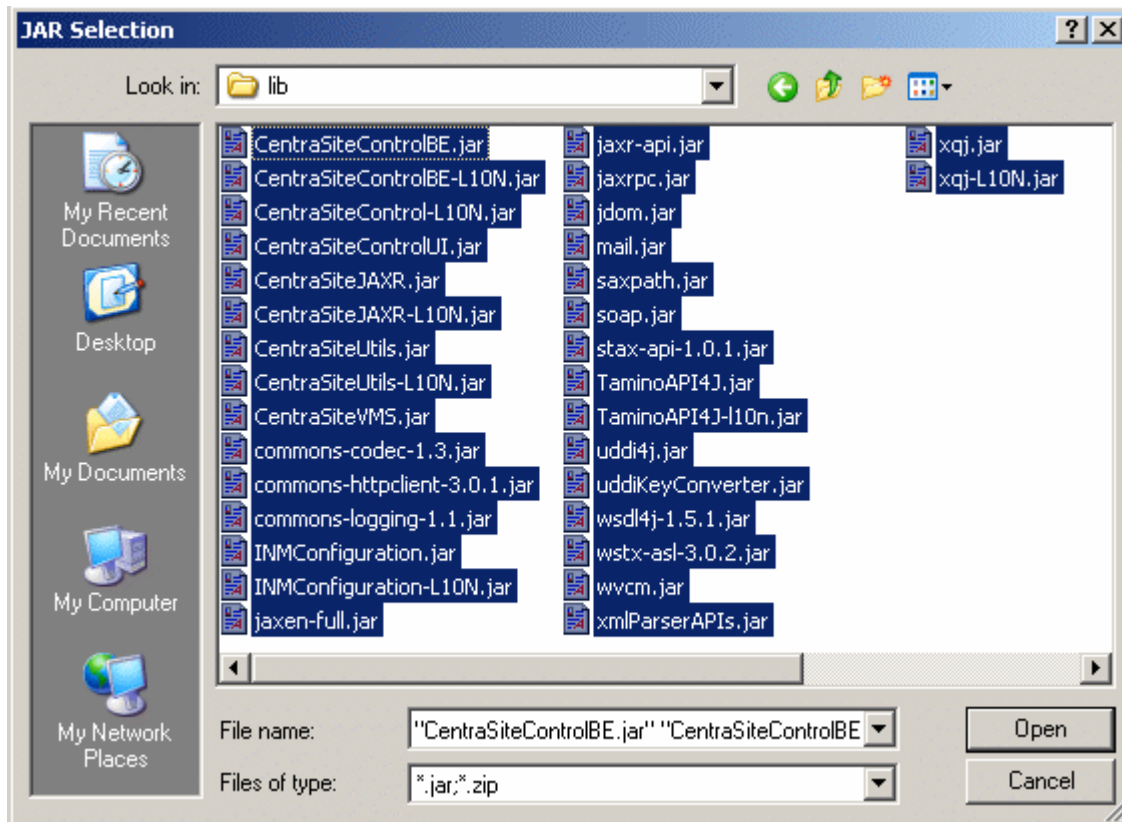 JAR Selection
Look in:
lib
My Recent
Documents
Desktop
My Documents
My Computer
My Network
Places
CentraSiteControlBE.jar
CentraSiteControlBE-L10N.jar
CentraSiteControl-L10N.jar
CentraSiteControlUI.jar
CentraSiteJAXR.jar
CentraSiteJAXR-L10N.jar
CentraSiteUtils.jar
CentraSiteUtils-L10N.jar
CentraSiteVMS.jar
commons-codec-1.3.jar
commons-httpclient-3.0.1.jar
commons-logging-1.1.jar
INMConfiguration.jar
INMConfiguration-L10N.jar
jaxen-full.jar
jaxr-api.jar
jaxrpc.jar
jdom.jar
mail.jar
saxpath.jar
soap.jar
stax-api-1.0.1.jar
TaminoAPI4J.jar
TaminoAPI4J-l10n.jar
uddi4j.jar
uddiKeyConverter.jar
wsdl4j-1.5.1.jar
wstx-asl-3.0.2.jar
wvcm.jar
xmlParserAPIs.jar
xqj.jar
xqj-L10N.jar
File name:
"CentraSiteControlBE.jar" "CentraSiteControlBE
Open
Files of type:
*.jar;*.zip
Cancel